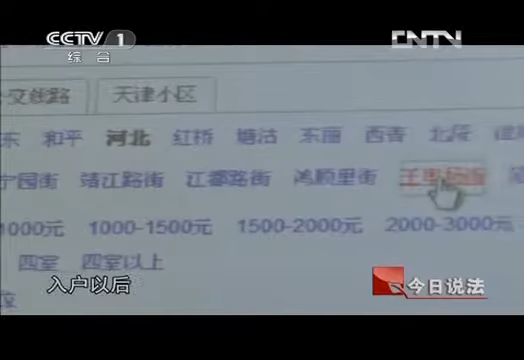 CCTV 1
综合
CNTV
交线路 天津小区
东 和平 河北 红桥 塘沽 东丽 西青 北辰
宁园街 靖江路街 江都路街 鸿顺里街
1000元 1000-1500元 1500-2000元 2000-3000元
四室 四室以上
入户以后
今日说法